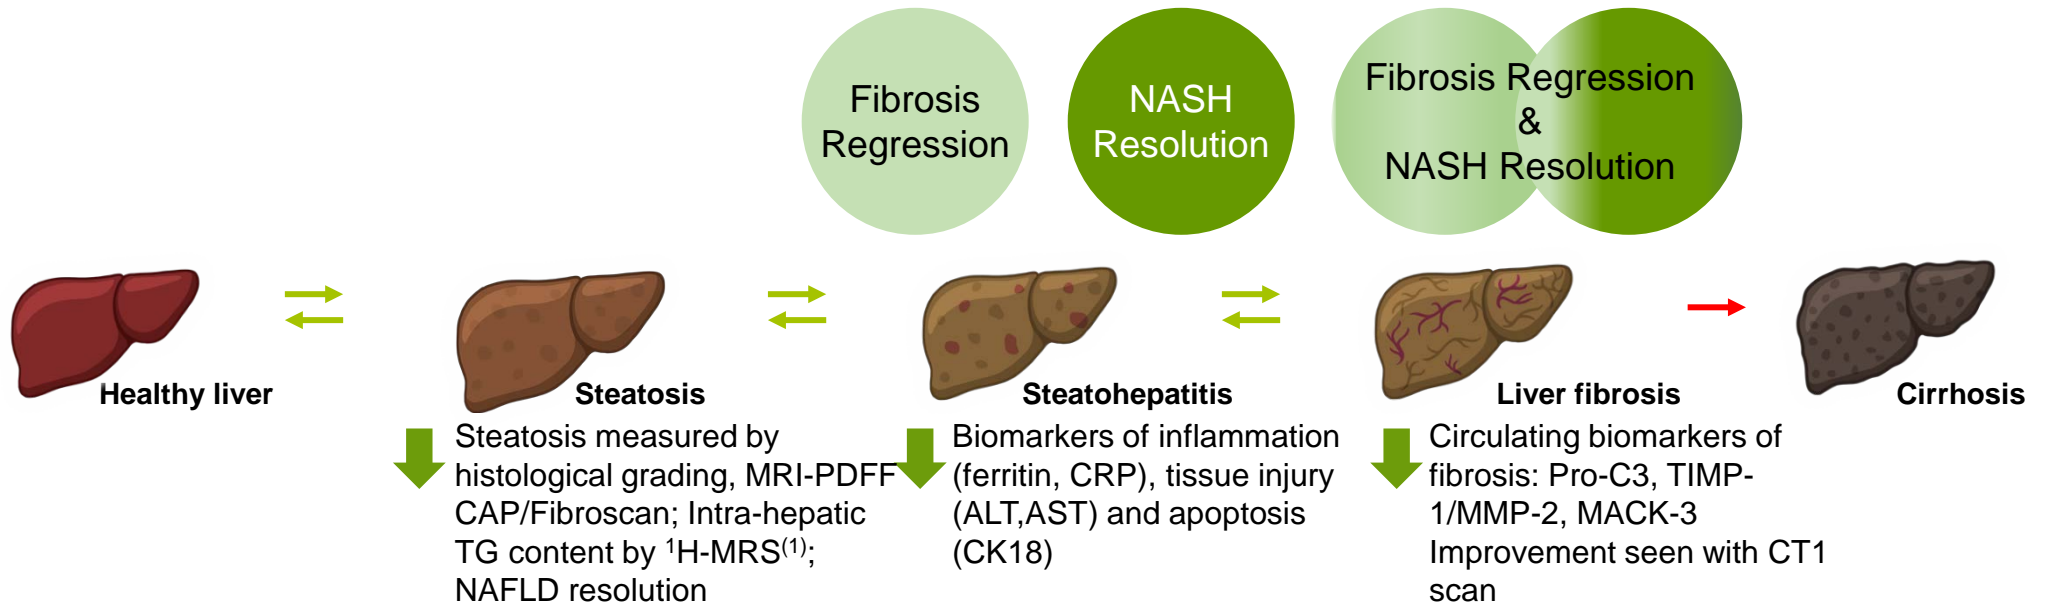 Fibrosis
Regression
NASH
Resolution
Fibrosis Regression
&
NASH Resolution
Healthy liver
Steatosis
Steatosis measured by
histological grading, MRI-PDFF
CAP/Fibroscan; Intra-hepatic
TG content by ¹H-MRS⁽¹⁾;
NAFLD resolution
Steatohepatitis
Biomarkers of inflammation
(ferritin, CRP), tissue injury
(ALT,AST) and apoptosis
(CK18)
Liver fibrosis
Circulating biomarkers of
fibrosis: Pro-C3, TIMP-
1/MMP-2, MACK-3
Improvement seen with CT1
scan
Cirrhosis